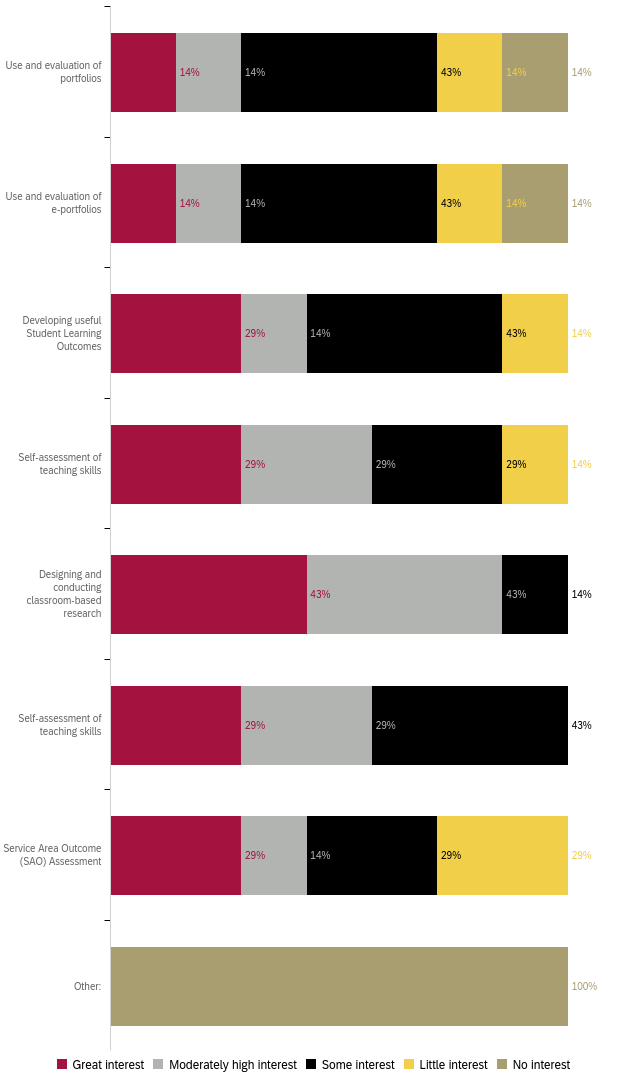 Use and evaluation of
portfolios
14% 14% 43% 14% 14%
Use and evaluation of
e-portfolios
14% 14% 43% 14% 14%
Developing useful
Student Learning
Outcomes
29% 14% 43% 14%
Self-assessment of
teaching skills
29% 29% 29% 14%
Designing and
conducting
classroom-based
research
43% 43% 14%
Self-assessment of
teaching skills
29% 29% 43%
Service Area Outcome
(SAO) Assessment
29% 14% 29% 29%
Other:
100%
Great interest Moderately high interest Some interest Little interest No interest